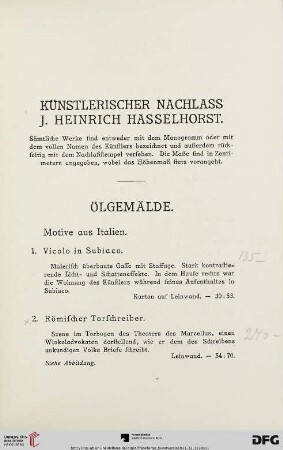 KÜNSTLERISCHER NACHLASS
J. HEINRICH HASSELHORST.
Sämtliche Werke sind entweder mit dem Monogramm oder mit
dem vollen Namen des Künstlers bezeichnet und außerdem rück-
seitig mit dem Nachlaßstempel versehen. Die Maße sind in Zenti-
metern angegeben, wobei das Höhenmaß stets vorangeht.
ÖLGEMÄLDE.
Motive aus Italien.
1. Vicolo in Subiaco.
135-
Malerisch überbaute Gasse mit Staffage. Stark kontrastie-
rende Licht- und Schatteneffekte. In dem Hause rechts war
die Wohnung des Künstlers während seines Aufenthaltes in
Subiaco.
Karton auf Leinwand. —
2. Römischer Torschreiber.
Szene im Torbogen des Theaters des Marcellus, einen
Winkeladvokaten darstellend, wie er dem des Schreibens
unkundigen Volke Briefe schreibt.
Leinwand. — 54:70.
Siehe Abbildung.
UNIVERSITÄTS-
BIBLIOTHEK
HEIDELBERG
DFG